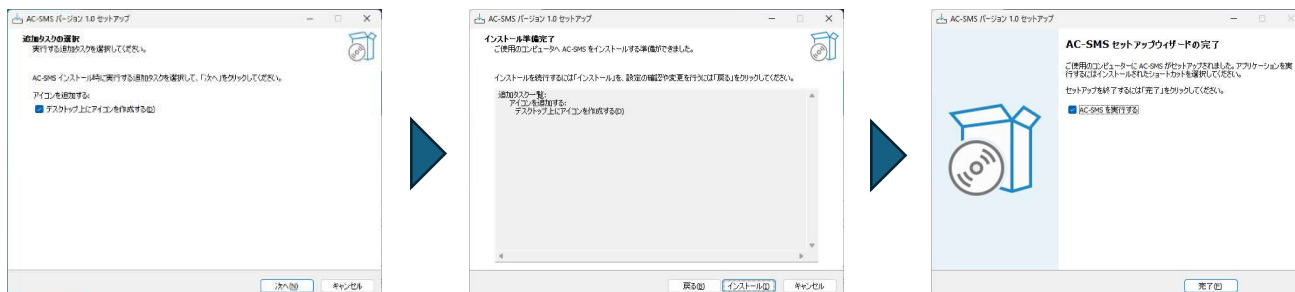 AC-SMS バージョン 1.0 セットアップ
追加タスクの選択
実行する追加タスクを選択してください。
AC-SMS インストール時に実行する追加タスクを選択して、「次へ」をクリックしてください。
アイコンを追加する:
デスクトップ上にアイコンを作成する(D)
次へ(N)
キャンセル
AC-SMS バージョン 1.0 セットアップ
インストール準備完了
ご使用のコンピュータへ AC-SMS をインストールする準備ができました。
インストールを続行するには「インストール」を、設定の確認や変更を行うには「戻る」をクリックしてください。
追加タスク一覧:
アイコンを追加する:
デスクトップ上にアイコンを作成する(D)
戻る(B)
インストール(I)
キャンセル
AC-SMS バージョン 1.0 セットアップ
AC-SMS セットアップウィザードの完了
ご使用のコンピューターに AC-SMS がセットアップされました。アプリケーションを実
行するにはインストールされたショートカットを選択してください。
セットアップを終了するには「完了」をクリックしてください。
AC-SMS を実行する
完了(F)